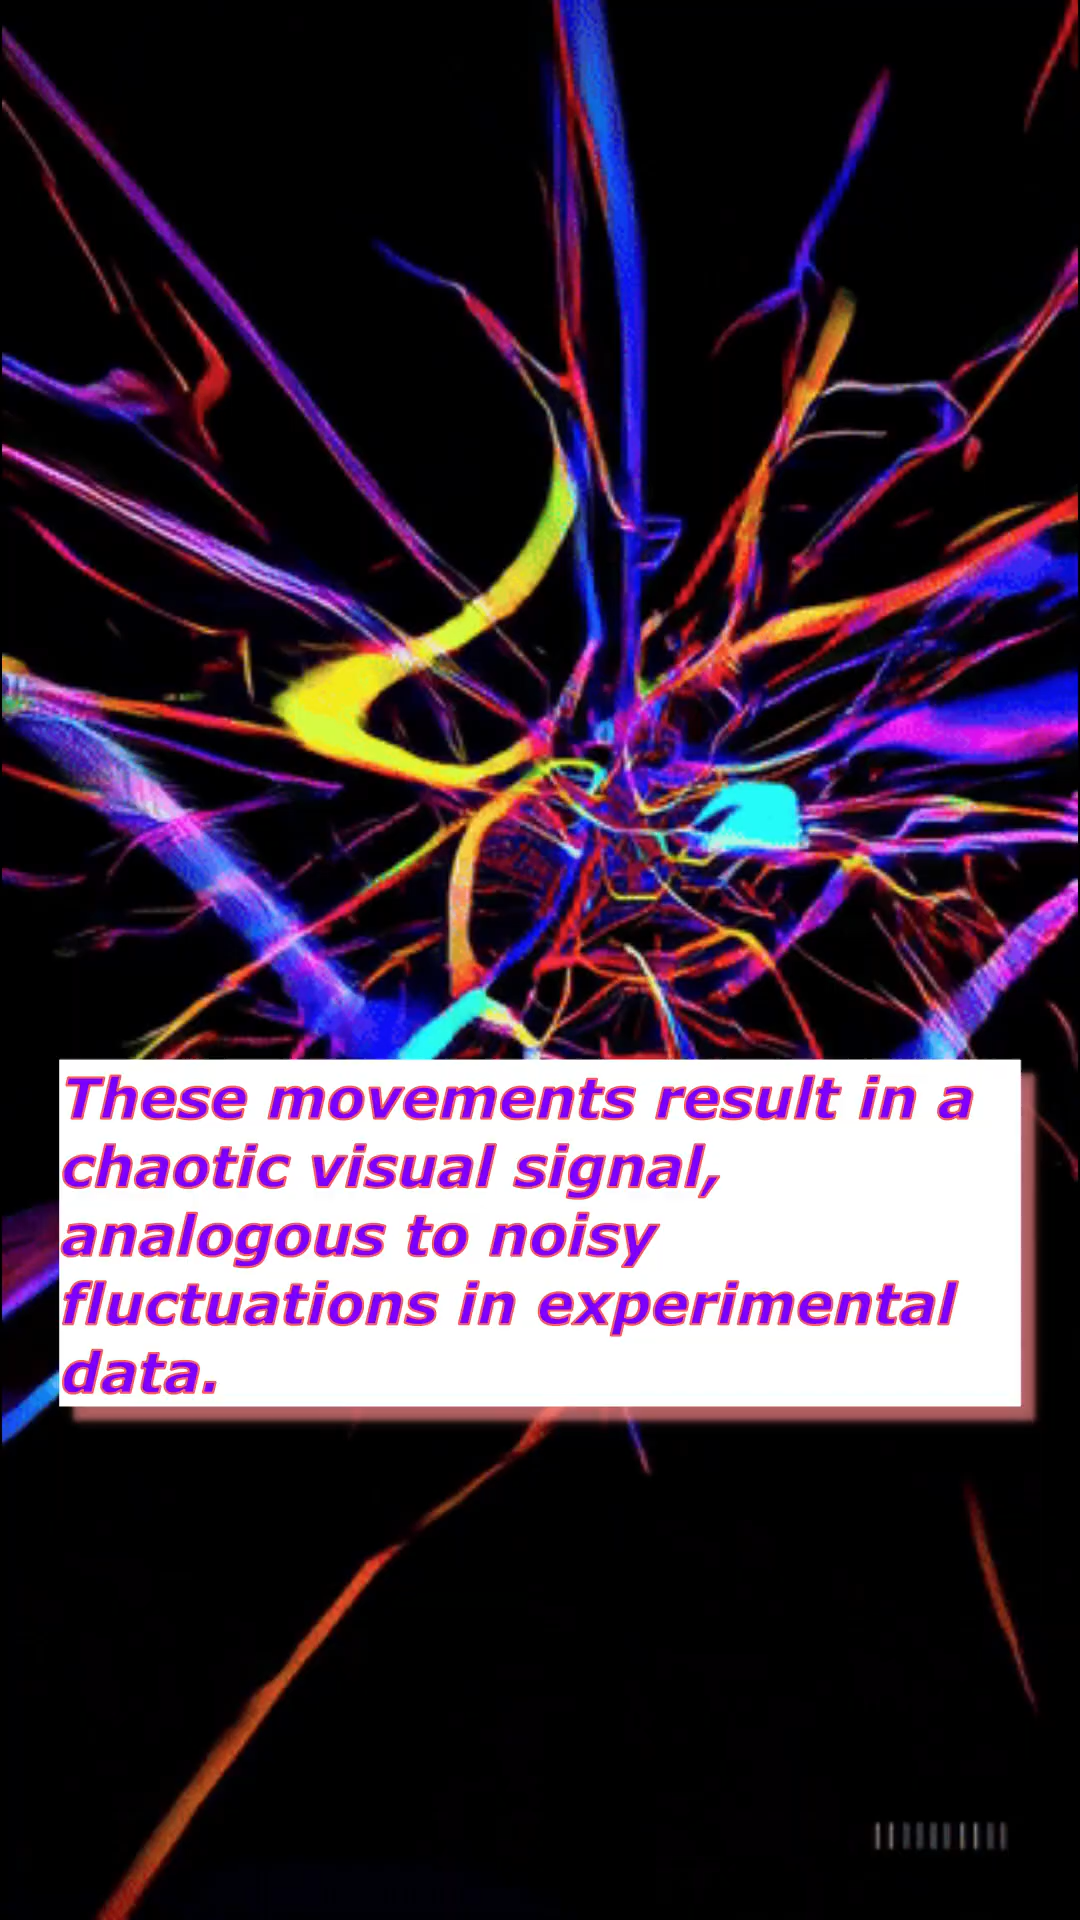 These movements result in a
chaotic visual signal,
analogous to noisy
fluctuations in experimental
data.